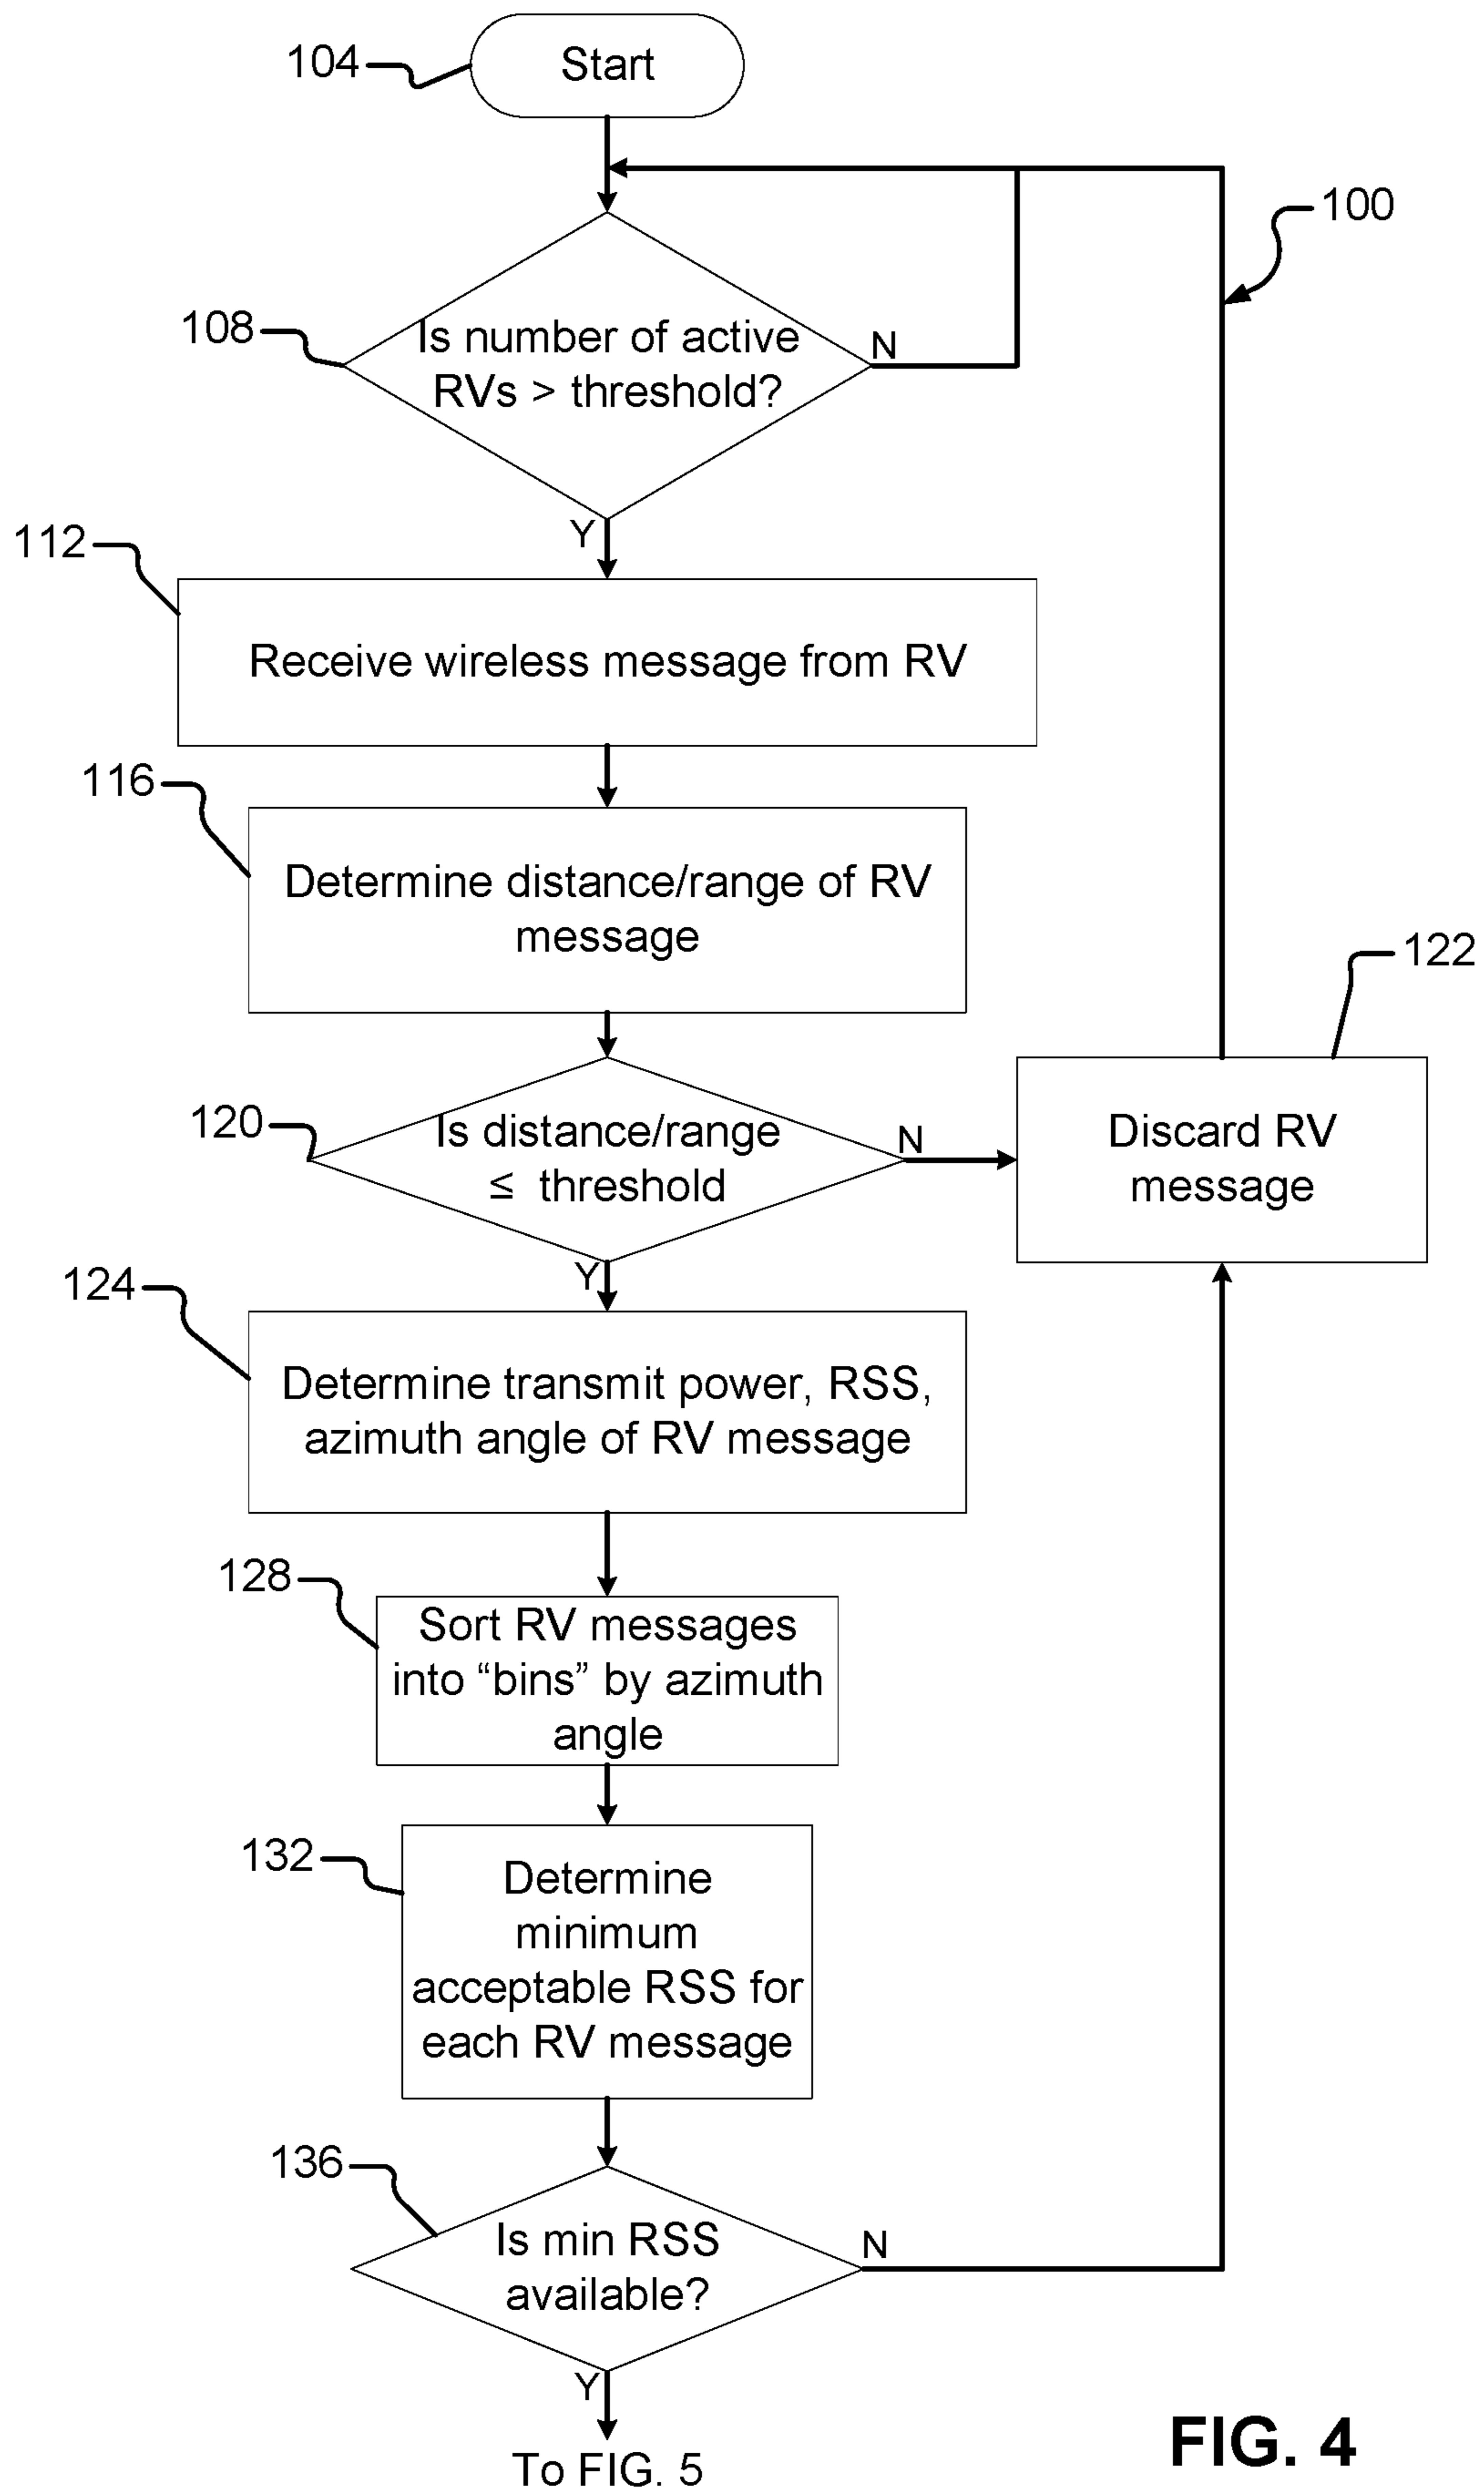 104
Start
100
108
Is number of active
RVs > threshold?
N
Y
112
Receive wireless message from RV
116
Determine distance/range of RV
message
122
120
Is distance/range
≤ threshold
N
Discard RV
message
Y
124
Determine transmit power, RSS,
azimuth angle of RV message
128
Sort RV messages
into “bins” by azimuth
angle
132
Determine
minimum
acceptable RSS for
each RV message
136
Is min RSS
available?
N
Y
To FIG. 5
FIG. 4